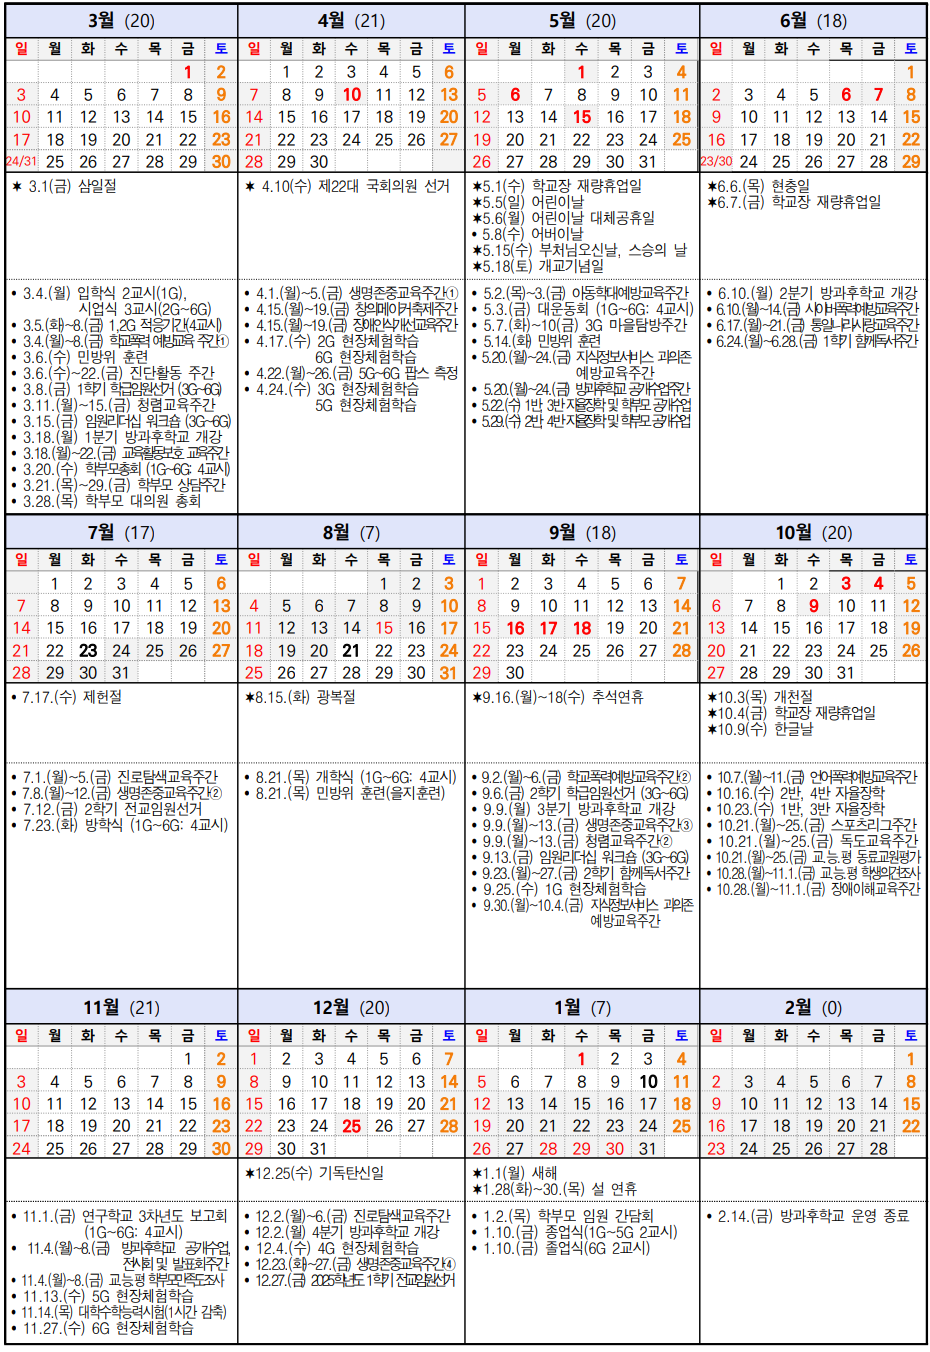 3월 (20)
일 월 화 수 목 금 토
1 2
3 4 5 6 7 8 9
10 11 12 13 14 15 16
17 18 19 20 21 22 23
24/31 25 26 27 28 29 30
✶ 3.1(금) 삼일절
• 3.4.(월) 입학식 2교시(1G),
시업식 3교시(2G~6G)
• 3.5(화)~8.(금) 1,2G 적응기간(4교시)
• 3.4(월)~8.(금) 학교폭력 예방교육 주간①
• 3.6.(수) 민방위 훈련
• 3.6.(수)~22.(금) 진단활동 주간
• 3.8.(금) 1학기 학급임원선거 (3G~6G)
• 3.11.(월)~15.(금) 청렴교육주간
• 3.15.(금) 임원리더십 워크숍 (3G~6G)
• 3.18.(월) 1분기 방과후학교 개강
• 3.18.(월)~22.(금) 교육활동보호 교육주간
• 3.20.(수) 학부모총회 (1G~6G: 4교시)
• 3.21.(목)~29.(금) 학부모 상담주간
• 3.28.(목) 학부모 대의원 총회
4월 (21)
일 월 화 수 목 금 토
1 2 3 4 5 6
7 8 9 10 11 12 13
14 15 16 17 18 19 20
21 22 23 24 25 26 27
28 29 30
✶ 4.10(수) 제22대 국회의원 선거
• 4.1.(월)~5.(금) 생명존중교육주간①
• 4.15.(월)~19.(금) 창의메이커축제주간
• 4.15.(월)~19.(금) 장애인식개선교육주간
• 4.17.(수) 2G 현장체험학습
6G 현장체험학습
• 4.22.(월)~26.(금) 5G~6G 팝스 측정
• 4.24.(수) 3G 현장체험학습
5G 현장체험학습
5월 (20)
일 월 화 수 목 금 토
1 2 3 4
5 6 7 8 9 10 11
12 13 14 15 16 17 18
19 20 21 22 23 24 25
26 27 28 29 30 31
✶5.1(수) 학교장 재량휴업일
✶5.5(일) 어린이날
✶5.6(월) 어린이날 대체공휴일
• 5.8(수) 어버이날
✶5.15(수) 부처님오신날, 스승의 날
✶5.18(토) 개교기념일
• 5.2.(목)~3.(금) 아동학대예방교육주간
• 5.3.(금) 대운동회 (1G~6G: 4교시)
• 5.7.(화)~10(금) 3G 마을탐방주간
• 5.14.(화) 민방위 훈련
• 5.20.(월)~24.(금) 지식정보서비스 과의존
예방교육주간
• 5.20.(월)~24.(금) 방과후학교 공개수업주간
• 5.22.(수) 1반, 3반 자율장학 및 학부모 공개수업
• 5.29.(수) 2반, 4반 자율장학 및 학부모 공개수업
6월 (18)
일 월 화 수 목 금 토
1
2 3 4 5 6 7 8
9 10 11 12 13 14 15
16 17 18 19 20 21 22
23/30 24 25 26 27 28 29
✶6.6.(목) 현충일
✶6.7.(금) 학교장 재량휴업일
• 6.10.(월) 2분기 방과후학교 개강
• 6.10.(월)~14.(금) 사이버폭력예방교육주간
• 6.17.(월)~21.(금) 통일·나라사랑교육주간
• 6.24.(월)~6.28.(금) 1학기 함께독서주간
7월 (17)
일 월 화 수 목 금 토
1 2 3 4 5 6
7 8 9 10 11 12 13
14 15 16 17 18 19 20
21 22 23 24 25 26 27
28 29 30 31
• 7.17.(수) 제헌절
• 7.1.(월)~5.(금) 진로탐색교육주간
• 7.8.(월)~12.(금) 생명존중교육주간②
• 7.12.(금) 2학기 전교임원선거
• 7.23.(화) 방학식 (1G~6G: 4교시)
8월 (7)
일 월 화 수 목 금 토
1 2 3
4 5 6 7 8 9 10
11 12 13 14 15 16 17
18 19 20 21 22 23 24
25 26 27 28 29 30 31
✶8.15.(화) 광복절
• 8.21.(목) 개학식 (1G~6G: 4교시)
• 8.21.(목) 민방위 훈련(을지훈련)
9월 (18)
일 월 화 수 목 금 토
1 2 3 4 5 6 7
8 9 10 11 12 13 14
15 16 17 18 19 20 21
22 23 24 25 26 27 28
29 30
✶9.16.(월)~18(수) 추석연휴
• 9.2.(월)~6.(금) 학교폭력예방교육주간②
• 9.6.(금) 2학기 학급임원선거 (3G~6G)
• 9.9.(월) 3분기 방과후학교 개강
• 9.9.(월)~13.(금) 생명존중교육주간③
• 9.9.(월)~13.(금) 청렴교육주간②
• 9.13.(금) 임원리더십 워크숍 (3G~6G)
• 9.23.(월)~27.(금) 2학기 함께독서주간
• 9.25.(수) 1G 현장체험학습
• 9.30.(월)~10.4.(금) 지식정보서비스 과의존
예방교육주간
10월 (20)
일 월 화 수 목 금 토
1 2 3 4 5
6 7 8 9 10 11 12
13 14 15 16 17 18 19
20 21 22 23 24 25 26
27 28 29 30 31
✶10.3(목) 개천절
✶10.4(금) 학교장 재량휴업일
✶10.9(수) 한글날
• 10.7.(월)~11.(금) 언어폭력예방교육주간
• 10.16.(수) 2반, 4반 자율장학
• 10.23.(수) 1반, 3반 자율장학
• 10.21.(월)~25.(금) 스포츠리그주간
• 10.21.(월)~25.(금) 독도교육주간
• 10.21.(월)~25.(금) 교.능.평 동료교원평가
• 10.28.(월)~11.1.(금) 교.능.평 학생의견조사
• 10.28.(월)~11.1.(금) 장애이해교육주간
11월 (21)
일 월 화 수 목 금 토
1 2
3 4 5 6 7 8 9
10 11 12 13 14 15 16
17 18 19 20 21 22 23
24 25 26 27 28 29 30
• 11.1.(금) 연구학교 3차년도 보고회
(1G~6G: 4교시)
• 11.4.(월)~8.(금) 방과후학교 공개수업,
전시회 및 발표회주간
• 11.4.(월)~8.(금) 교.능.평 학부모만족도조사
• 11.13.(수) 5G 현장체험학습
• 11.14.(목) 대학수학능력시험(1시간 감축)
• 11.27.(수) 6G 현장체험학습
12월 (20)
일 월 화 수 목 금 토
1 2 3 4 5 6 7
8 9 10 11 12 13 14
15 16 17 18 19 20 21
22 23 24 25 26 27 28
29 30 31
✶12.25(수) 기독탄신일
• 12.2.(월)~6.(금) 진로탐색교육주간
• 12.2.(월) 4분기 방과후학교 개강
• 12.4.(수) 4G 현장체험학습
• 12.23.(화)~27.(금) 생명존중교육주간④
• 12.27.(금) 2025학년도 1학기 전교임원선거
1월 (7)
일 월 화 수 목 금 토
1 2 3 4
5 6 7 8 9 10 11
12 13 14 15 16 17 18
19 20 21 22 23 24 25
26 27 28 29 30 31
✶1.1(월) 새해
✶1.28(화)~30.(목) 설 연휴
• 1.2.(목) 학부모 임원 간담회
• 1.10.(금) 종업식(1G~5G 2교시)
• 1.10.(금) 졸업식(6G 2교시)
2월 (0)
일 월 화 수 목 금 토
1
2 3 4 5 6 7 8
9 10 11 12 13 14 15
16 17 18 19 20 21 22
23 24 25 26 27 28
• 2.14.(금) 방과후학교 운영 종료